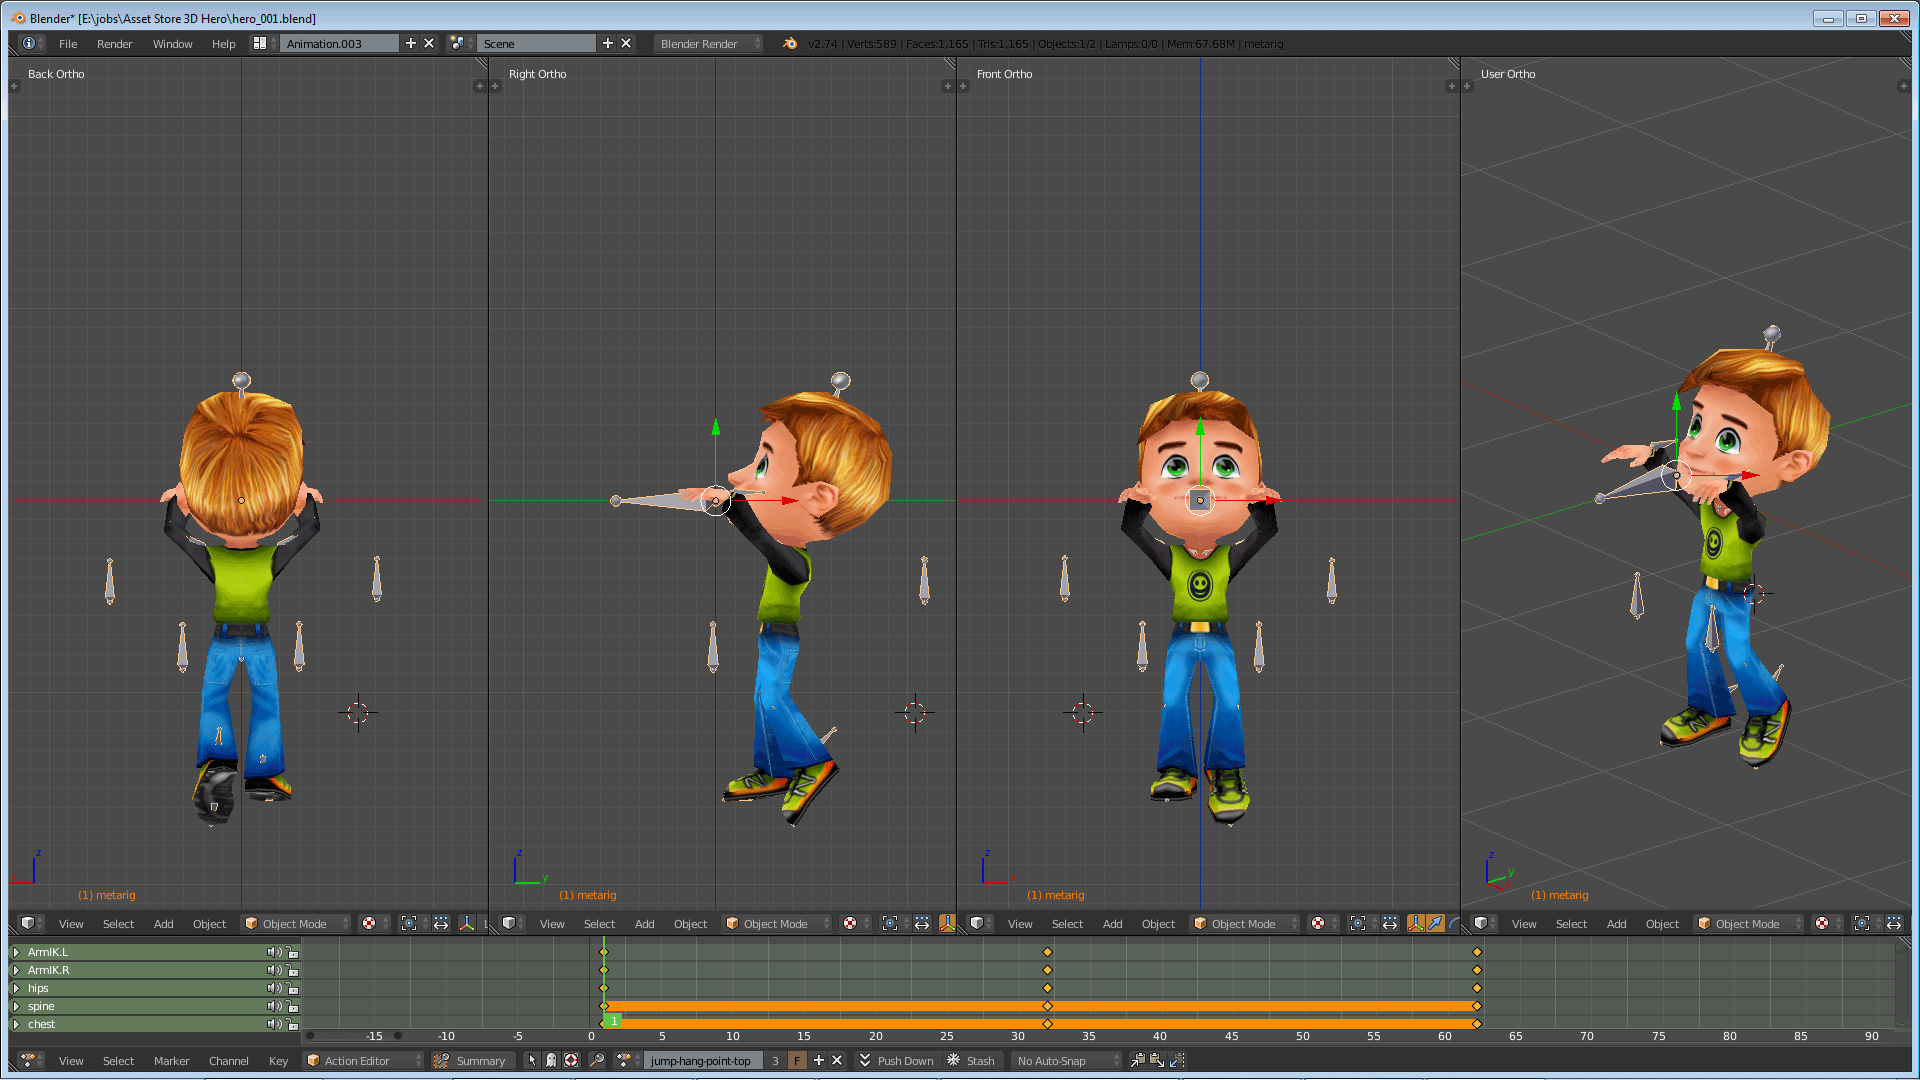 Blender* [E:\jobs\Asset Store 3D Hero\hero_001.blend]
File Render Window Help Animation.003 Scene Blender Render v2.74 | Verts:589 | Faces:1,165 | Tris:1,165 | Objects:1/2 | Lamps:0/0 | Mem:67.68M | metarig
Back Ortho Right Ortho Front Ortho User Ortho
z z y z x z y x
(1) metarig (1) metarig (1) metarig (1) metarig
View Select Add Object Object Mode View Select Add Object Object Mode View Select Add Object Object Mode View Select Add Object Object Mode
ArmIK.L
ArmIK.R
hips
spine
chest 1
-15 -10 -5 0 5 10 15 20 25 30 35 40 45 50 55 60 65 70 75 80 85 90
View Select Marker Channel Key Action Editor Summary jump-hang-point-top 3 F Push Down Stash No Auto-Snap